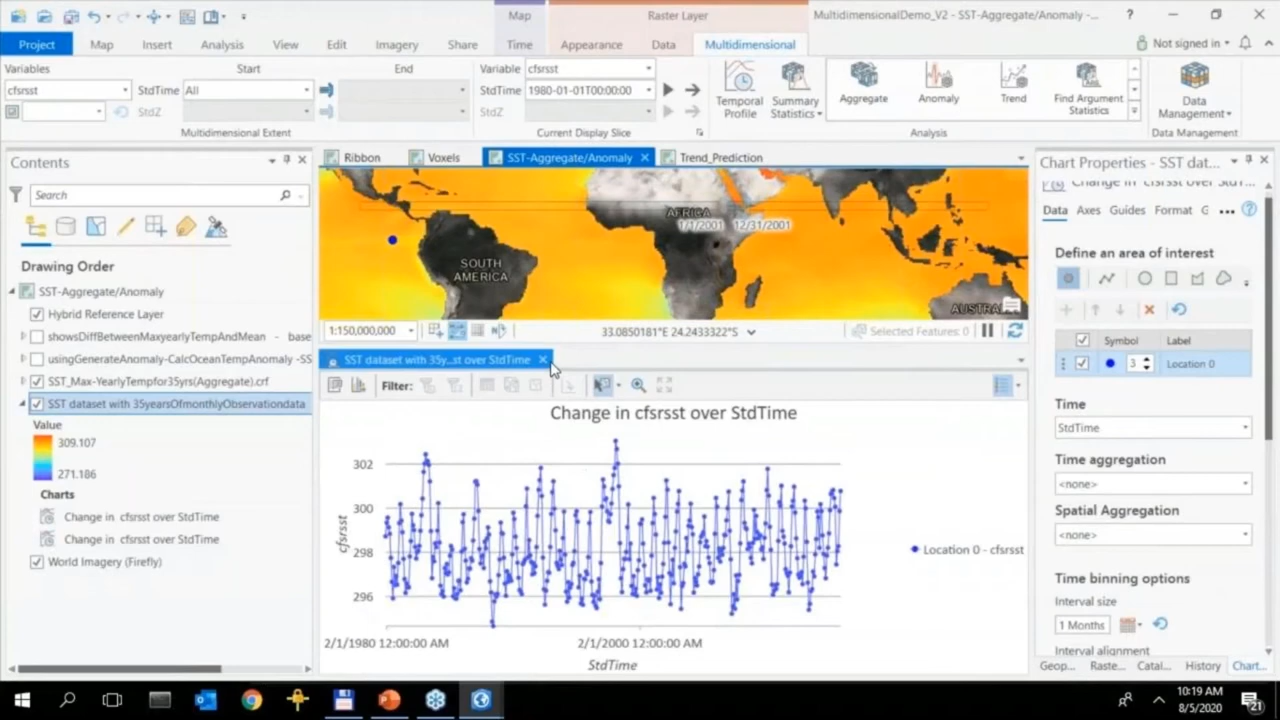 Map
Raster Layer
MultidimensionalDemo_V2 - SST-Aggregate/Anomaly -...
?
Project
Map
Insert
Analysis
View
Edit
Imagery
Share
Time
Appearance
Data
Multidimensional
Not signed in
Variables
Start
End
cfsrsst
StdTime
All
StdZ
Multidimensional Extent
Variable
cfsrsst
StdTime
1980-01-01T00:00:00
StdZ
Current Display Slice
Temporal
Profile
Summary
Statistics
Aggregate
Anomaly
Trend
Find Argument
Statistics
Analysis
Data
Management
Data Management
Contents
Search
Drawing Order
SST-Aggregate/Anomaly
Hybrid Reference Layer
showsDiffBetweenMaxyearlyTempAndMean - base
usingGenerateAnomaly-CalcOceanTempAnomaly -SS
SST_Max-YearlyTempfor35yrs(Aggregate).crf
SST dataset with 35yearsOfmonthlyObservationdata
Value
309.107
271.186
Charts
Change in cfsrsst over StdTime
Change in cfsrsst over StdTime
World Imagery (Firefly)
Ribbon
Voxels
SST-Aggregate/Anomaly
Trend_Prediction
AFRICA
1/1/2001 12/31/2001
SOUTH
AMERICA
AUSTRA
1:150,000,000
33.0850181°E 24.2433322°S
Selected Features: 0
SST dataset with 35y...st over StdTime
Filter:
Change in cfsrsst over StdTime
302
300
298
296
cfsrsst
2/1/1980 12:00:00 AM
2/1/2000 12:00:00 AM
StdTime
Location 0 - cfsrsst
Chart Properties - SST dat...
Change in cfsrsst over StdT...
Data
Axes
Guides
Format
G
...
Define an area of interest
Symbol
Label
3
Location 0
Time
StdTime
Time aggregation
<none>
Spatial Aggregation
<none>
Time binning options
Interval size
1 Months
Interval alignment
Geop...
Raste...
Catal...
History
Chart...
10:19 AM
8/5/2020
21